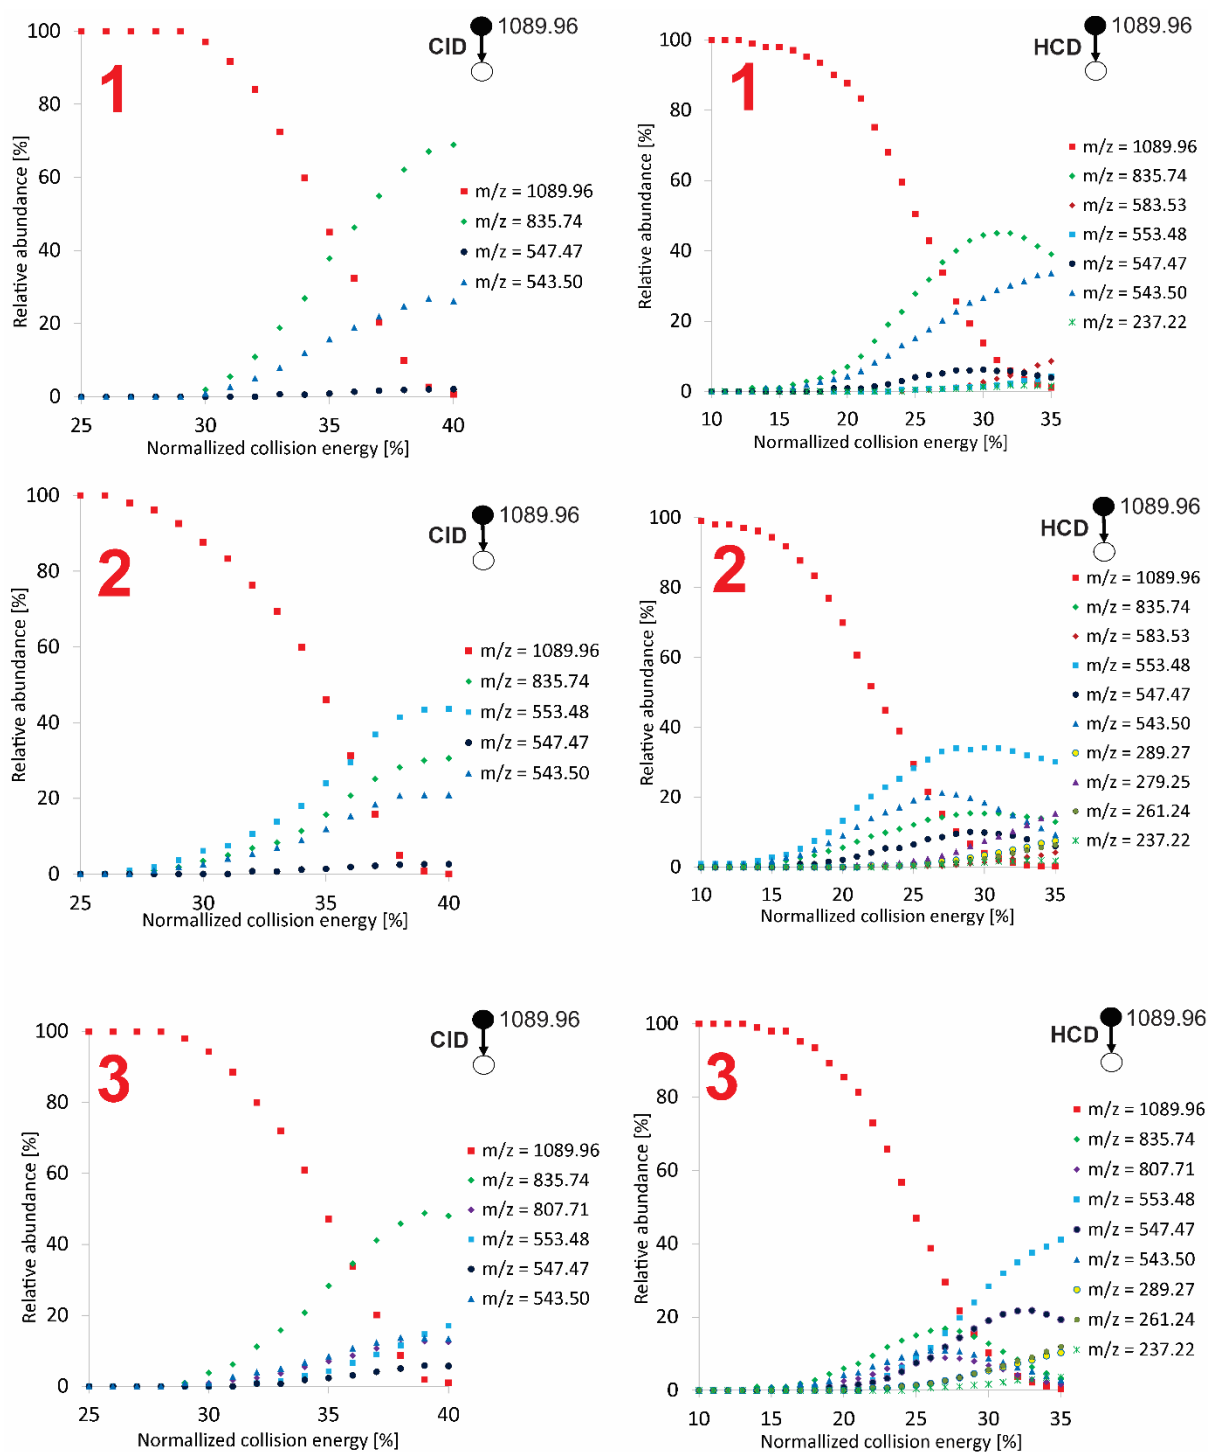 1
CID
1089.96
Relative abundance [%]
100
80
60
40
20
0
25
30
35
40
Normallized collision energy [%]
m/z = 1089.96
m/z = 835.74
m/z = 547.47
m/z = 543.50
1
HCD
1089.96
Relative abundance [%]
100
80
60
40
20
0
10
15
20
25
30
35
Normallized collision energy [%]
m/z = 1089.96
m/z = 835.74
m/z = 583.53
m/z = 553.48
m/z = 547.47
m/z = 543.50
m/z = 237.22
2
CID
1089.96
Relative abundance [%]
100
80
60
40
20
0
25
30
35
40
Normallized collision energy [%]
m/z = 1089.96
m/z = 835.74
m/z = 553.48
m/z = 547.47
m/z = 543.50
2
HCD
1089.96
Relative abundance [%]
100
80
60
40
20
0
10
15
20
25
30
35
Normallized collision energy [%]
m/z = 1089.96
m/z = 835.74
m/z = 583.53
m/z = 553.48
m/z = 547.47
m/z = 543.50
m/z = 289.27
m/z = 279.25
m/z = 261.24
m/z = 237.22
3
CID
1089.96
Relative abundance [%]
100
80
60
40
20
0
25
30
35
40
Normallized collision energy [%]
m/z = 1089.96
m/z = 835.74
m/z = 807.71
m/z = 553.48
m/z = 547.47
m/z = 543.50
3
HCD
1089.96
Relative abundance [%]
100
80
60
40
20
0
10
15
20
25
30
35
Normallized collision energy [%]
m/z = 1089.96
m/z = 835.74
m/z = 807.71
m/z = 553.48
m/z = 547.47
m/z = 543.50
m/z = 289.27
m/z = 261.24
m/z = 237.22